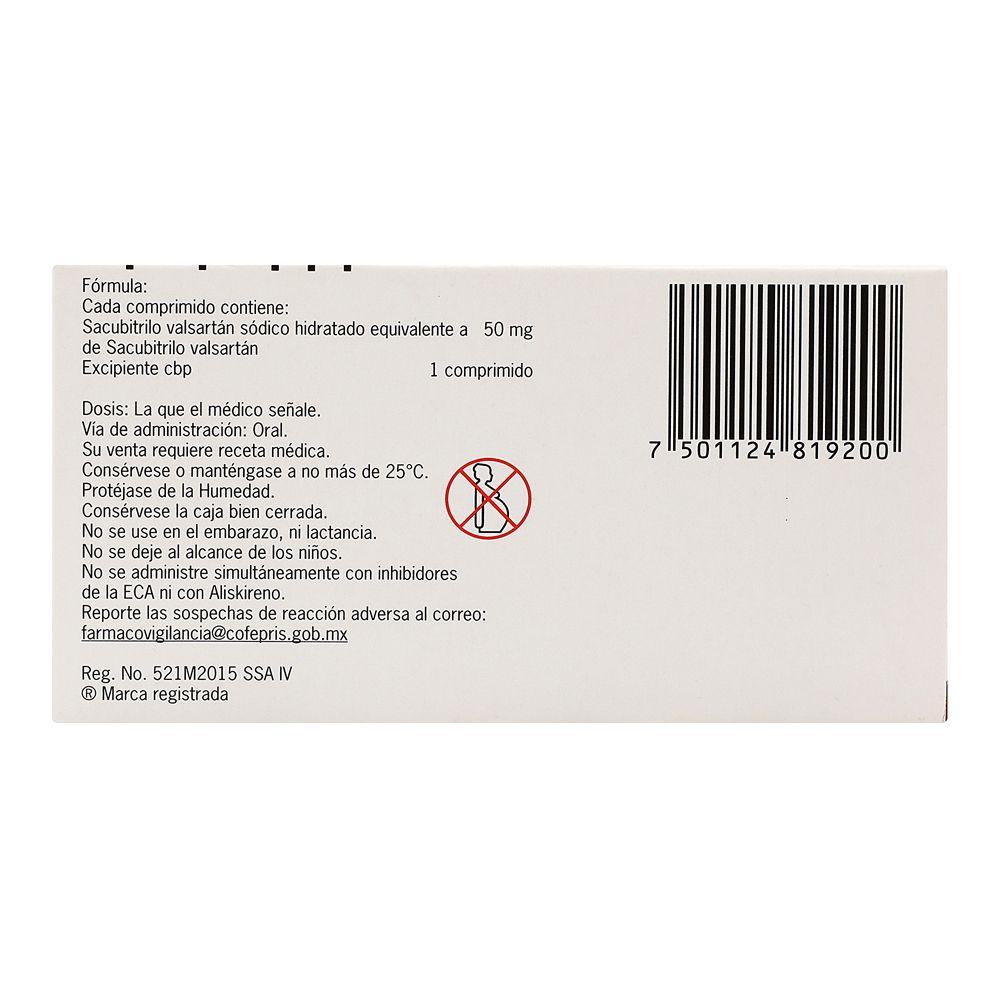 Fórmula:
Cada comprimido contiene:
Sacubitrilo valsartán sódico hidratado equivalente a 50 mg
de Sacubitrilo valsartán
Excipiente cbp 1 comprimido
Dosis: La que el médico señale.
Vía de administración: Oral.
Su venta requiere receta médica.
Consérvese o manténgase a no más de 25°C.
Protéjase de la Humedad.
Consérvese la caja bien cerrada.
No se use en el embarazo, ni lactancia.
No se deje al alcance de los niños.
No se administre simultáneamente con inhibidores
de la ECA ni con Aliskireno.
Reporte las sospechas de reacción adversa al correo:
farmacovigilancia@cofepris.gob.mx
Reg. No. 521M2015 SSA IV
® Marca registrada
7 501124 819200